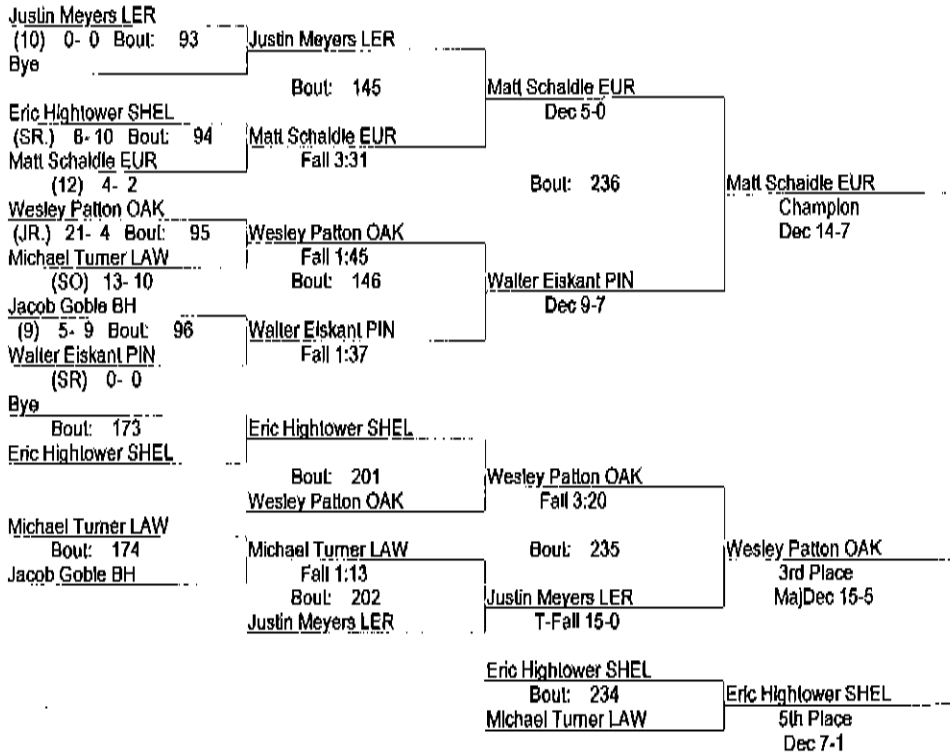 Justin Meyers LER
(10) 0- 0 Bout: 93
Bye
Justin Meyers LER
Bout: 145
Eric Hightower SHEL
(SR.) 8- 10 Bout: 94
Matt Schaidle EUR
(12) 4- 2
Matt Schaidle EUR
Fall 3:31
Matt Schaidle EUR
Dec 5-0
Bout: 236
Wesley Patton OAK
(JR.) 21- 4 Bout: 95
Michael Turner LAW
(SO) 13- 10
Wesley Patton OAK
Fall 1:45
Bout: 146
Jacob Goble BH
(9) 5- 9 Bout: 96
Walter Eiskant PIN
(SR) 0- 0
Walter Eiskant PIN
Fall 1:37
Walter Eiskant PIN
Dec 9-7
Matt Schaidle EUR
Champion
Dec 14-7
Bye
Bout: 173
Eric Hightower SHEL
Eric Hightower SHEL
Bout: 201
Wesley Patton OAK
Wesley Patton OAK
Fall 3:20
Bout: 235
Michael Turner LAW
Bout: 174
Jacob Goble BH
Michael Turner LAW
Fall 1:13
Bout: 202
Justin Meyers LER
Justin Meyers LER
T-Fall 15-0
Wesley Patton OAK
3rd Place
MajDec 15-5
Eric Hightower SHEL
Bout: 234
Michael Turner LAW
Eric Hightower SHEL
5th Place
Dec 7-1